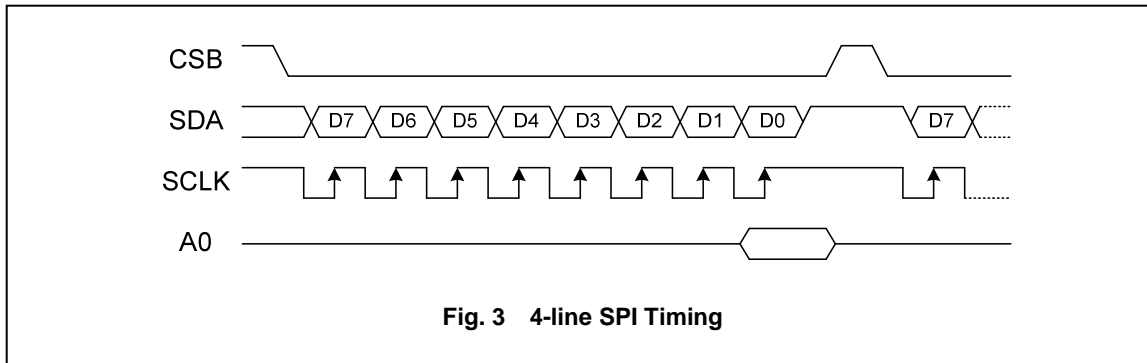 CSB
SDA D7 D6 D5 D4 D3 D2 D1 D0 D7
SCLK
A0
Fig. 3 4-line SPI Timing